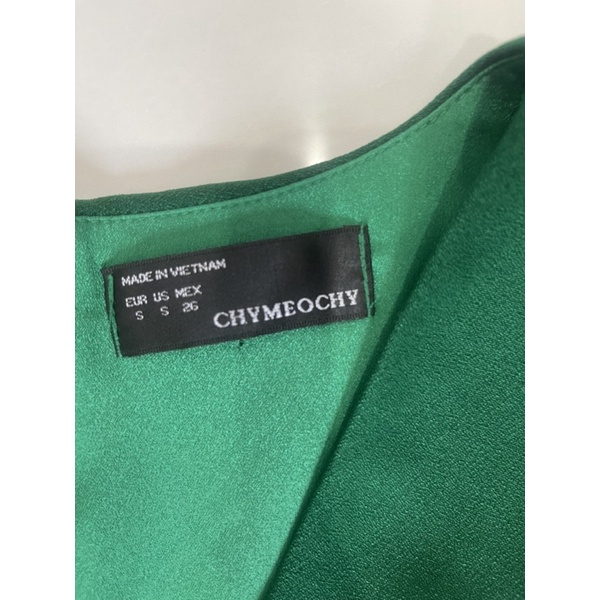 MADE IN VIETNAM
EUR US MEX
S S 26
CHYMEOCHY